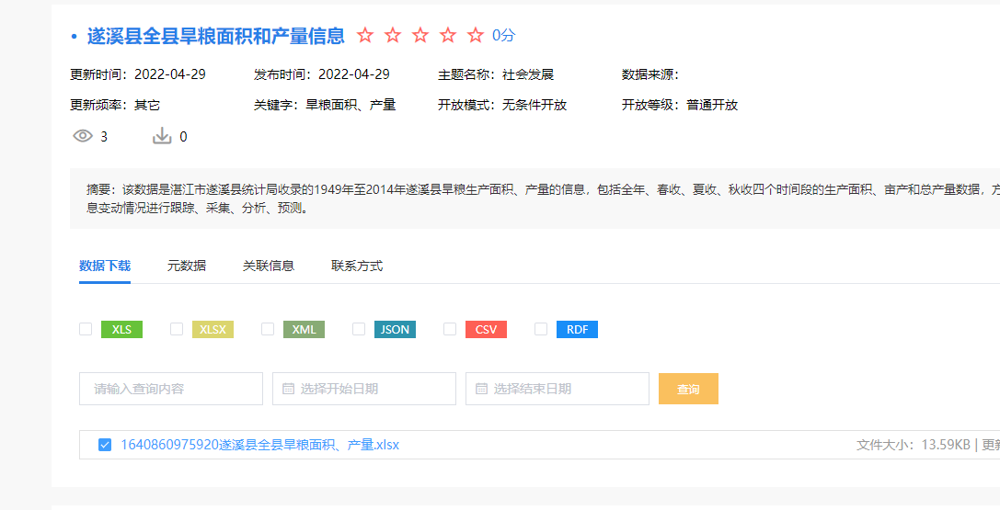 • 遂溪县全县旱粮面积和产量信息 0分
更新时间：2022-04-29 发布时间：2022-04-29 主题名称：社会发展 数据来源：
更新频率：其它 关键字：旱粮面积、产量 开放模式：无条件开放 开放等级：普通开放
3 0
摘要：该数据是湛江市遂溪县统计局收录的1949年至2014年遂溪县旱粮生产面积、产量的信息，包括全年、春收、夏收、秋收四个时间段的生产面积、亩产和总产量数据，方
息变动情况进行跟踪、采集、分析、预测。
数据下载 元数据 关联信息 联系方式
XLS XLSX XML JSON CSV RDF
请输入查询内容 选择开始日期 选择结束日期 查询
1640860975920遂溪县全县旱粮面积、产量.xlsx 文件大小：13.59KB | 更新